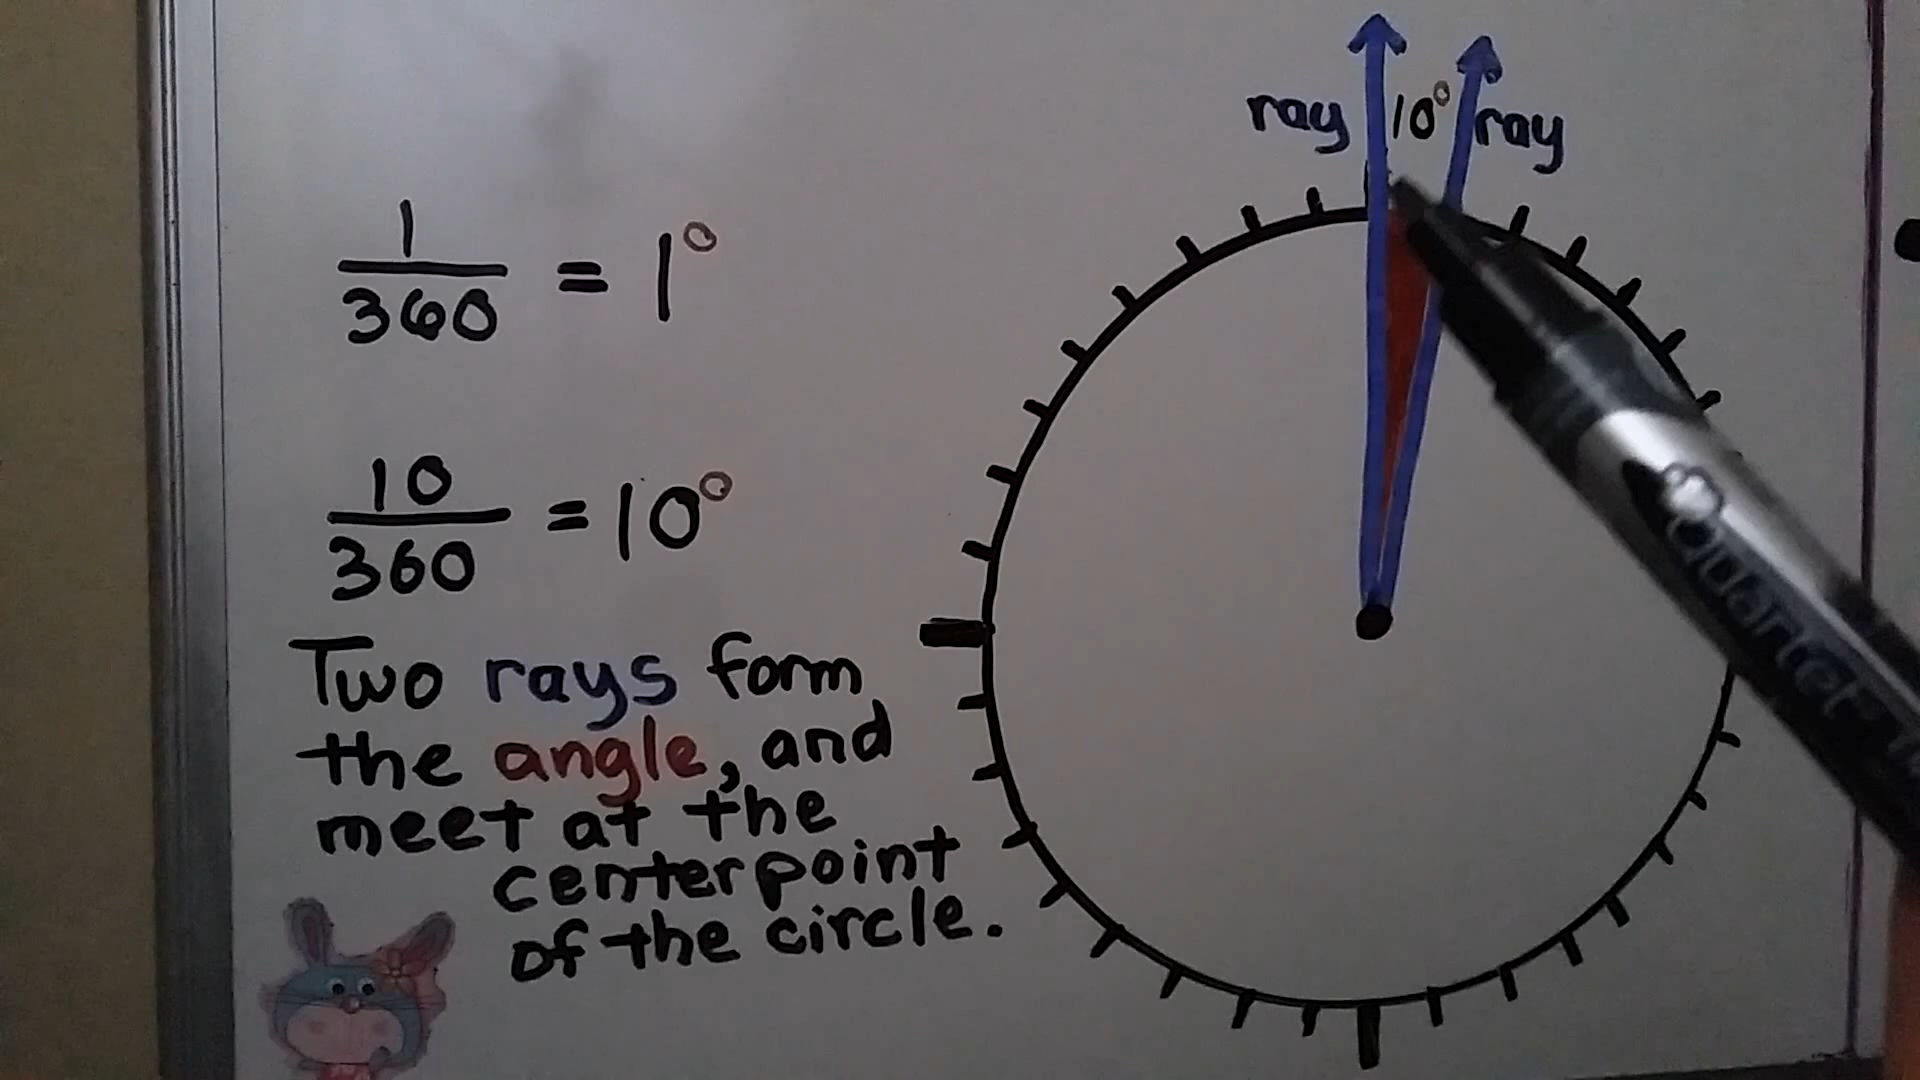 ray 10° ray
1/360 = 1°
10/360 = 10°
Two rays form
the angle, and
meet at the
centerpoint
of the circle.
Quartet